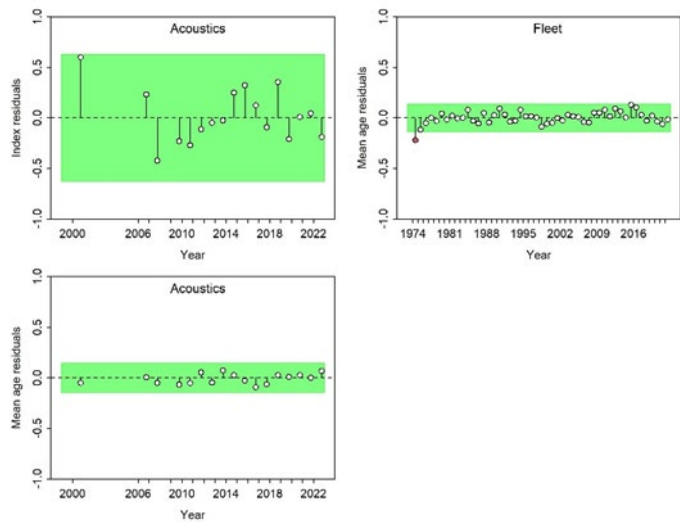 Acoustics
Index residuals
1.0
0.5
0.0
-0.5
-1.0
2000 2006 2010 2014 2018 2022
Year
Fleet
Mean age residuals
1.0
0.5
0.0
-0.5
-1.0
1974 1981 1988 1995 2002 2009 2016
Year
Acoustics
Mean age residuals
1.0
0.5
0.0
-0.5
-1.0
2000 2006 2010 2014 2018 2022
Year